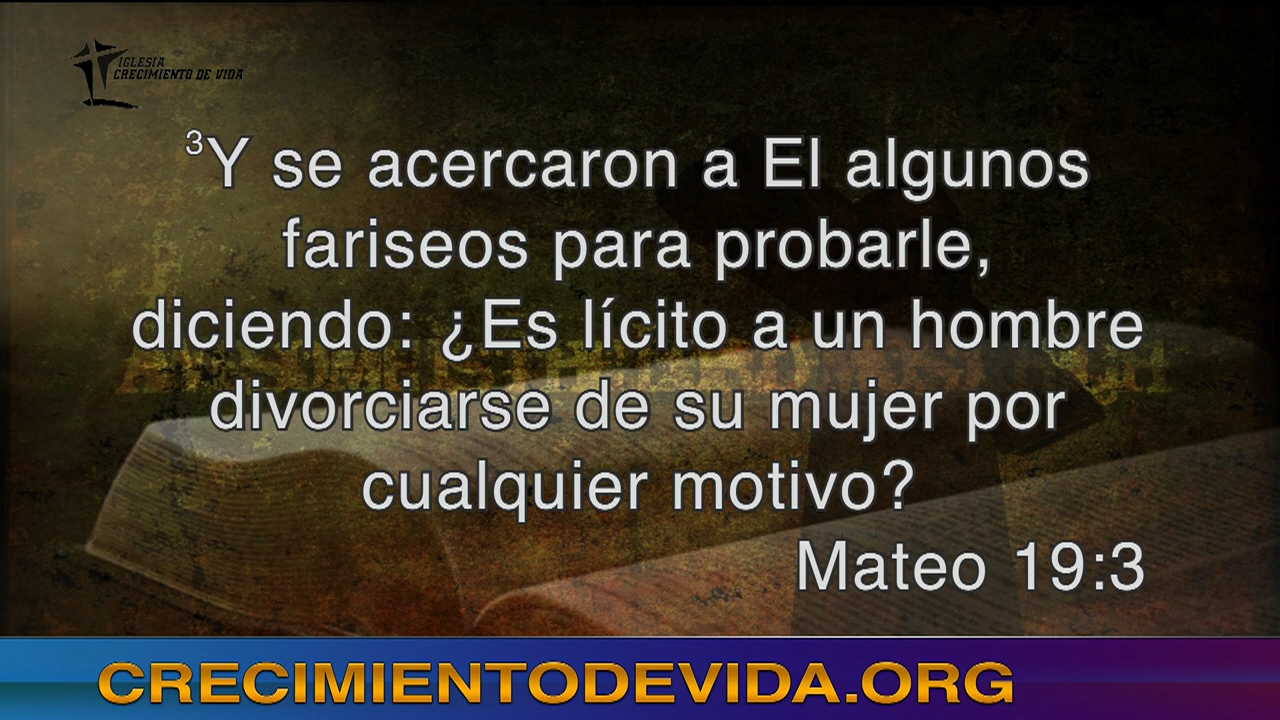 IGLESIA
CRECIMIENTO DE VIDA
³Y se acercaron a El algunos
fariseos para probarle,
diciendo: ¿Es lícito a un hombre
divorciarse de su mujer por
cualquier motivo?
Mateo 19:3
CRECIMIENTODEVIDA.ORG